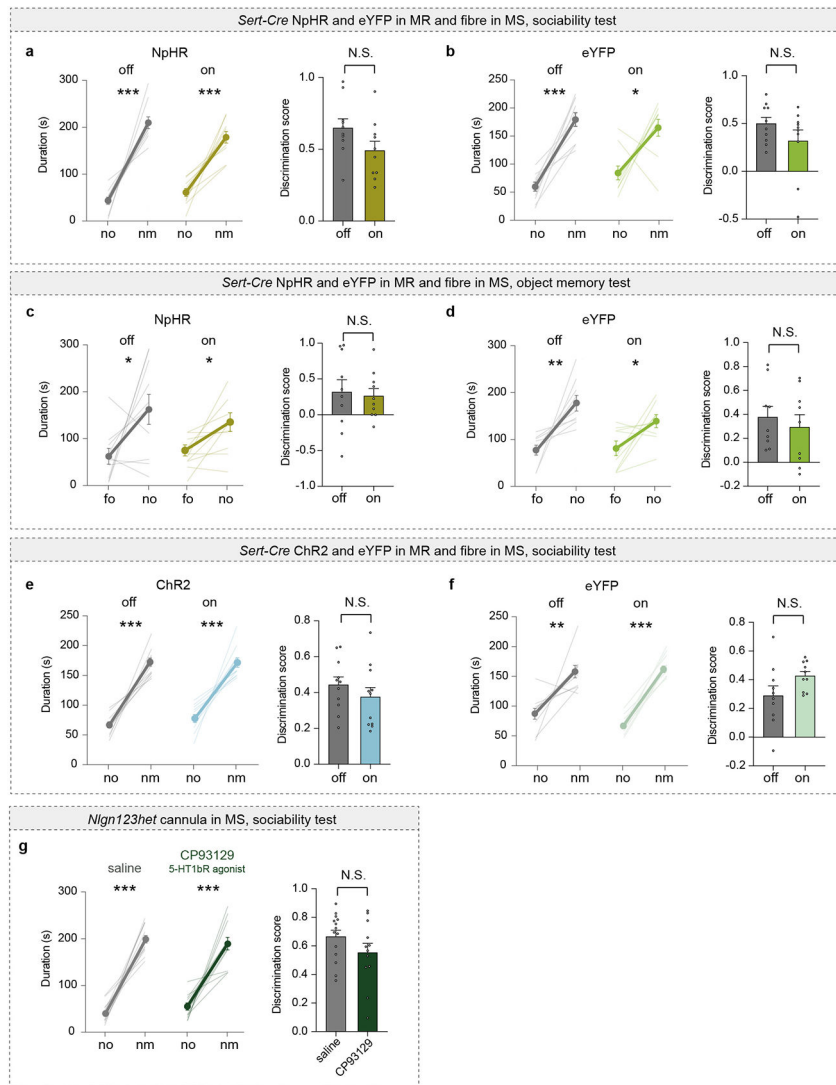 Sert-Cre NpHR and eYFP in MR and fibre in MS, sociability test
a
NpHR
off
on
***
***
Duration (s)
300
200
100
0
no
nm
no
nm
N.S.
Discrimination score
1.0
0.5
0.0
off
on
b
eYFP
off
on
***
*
Duration (s)
250
200
150
100
50
0
no
nm
no
nm
N.S.
Discrimination score
1.0
0.5
0.0
-0.5
off
on
Sert-Cre NpHR and eYFP in MR and fibre in MS, object memory test
c
NpHR
off
on
*
*
Duration (s)
300
200
100
0
fo
no
fo
no
N.S.
Discrimination score
1.0
0.5
0.0
-0.5
-1.0
off
on
d
eYFP
off
on
**
*
Duration (s)
300
200
100
0
fo
no
fo
no
N.S.
Discrimination score
1.0
0.8
0.6
0.4
0.2
0.0
-0.2
off
on
Sert-Cre ChR2 and eYFP in MR and fibre in MS, sociability test
e
ChR2
off
on
***
***
Duration (s)
250
200
150
100
50
0
no
nm
no
nm
N.S.
Discrimination score
0.8
0.6
0.4
0.2
0.0
off
on
f
eYFP
off
on
**
***
Duration (s)
250
200
150
100
50
0
no
nm
no
nm
N.S.
Discrimination score
0.8
0.6
0.4
0.2
0.0
-0.2
off
on
Nlgn123het cannula in MS, sociability test
g
saline
CP93129
5-HT1bR agonist
***
***
Duration (s)
300
200
100
0
no
nm
no
nm
N.S.
Discrimination score
1.0
0.8
0.6
0.4
0.2
0.0
saline
CP93129